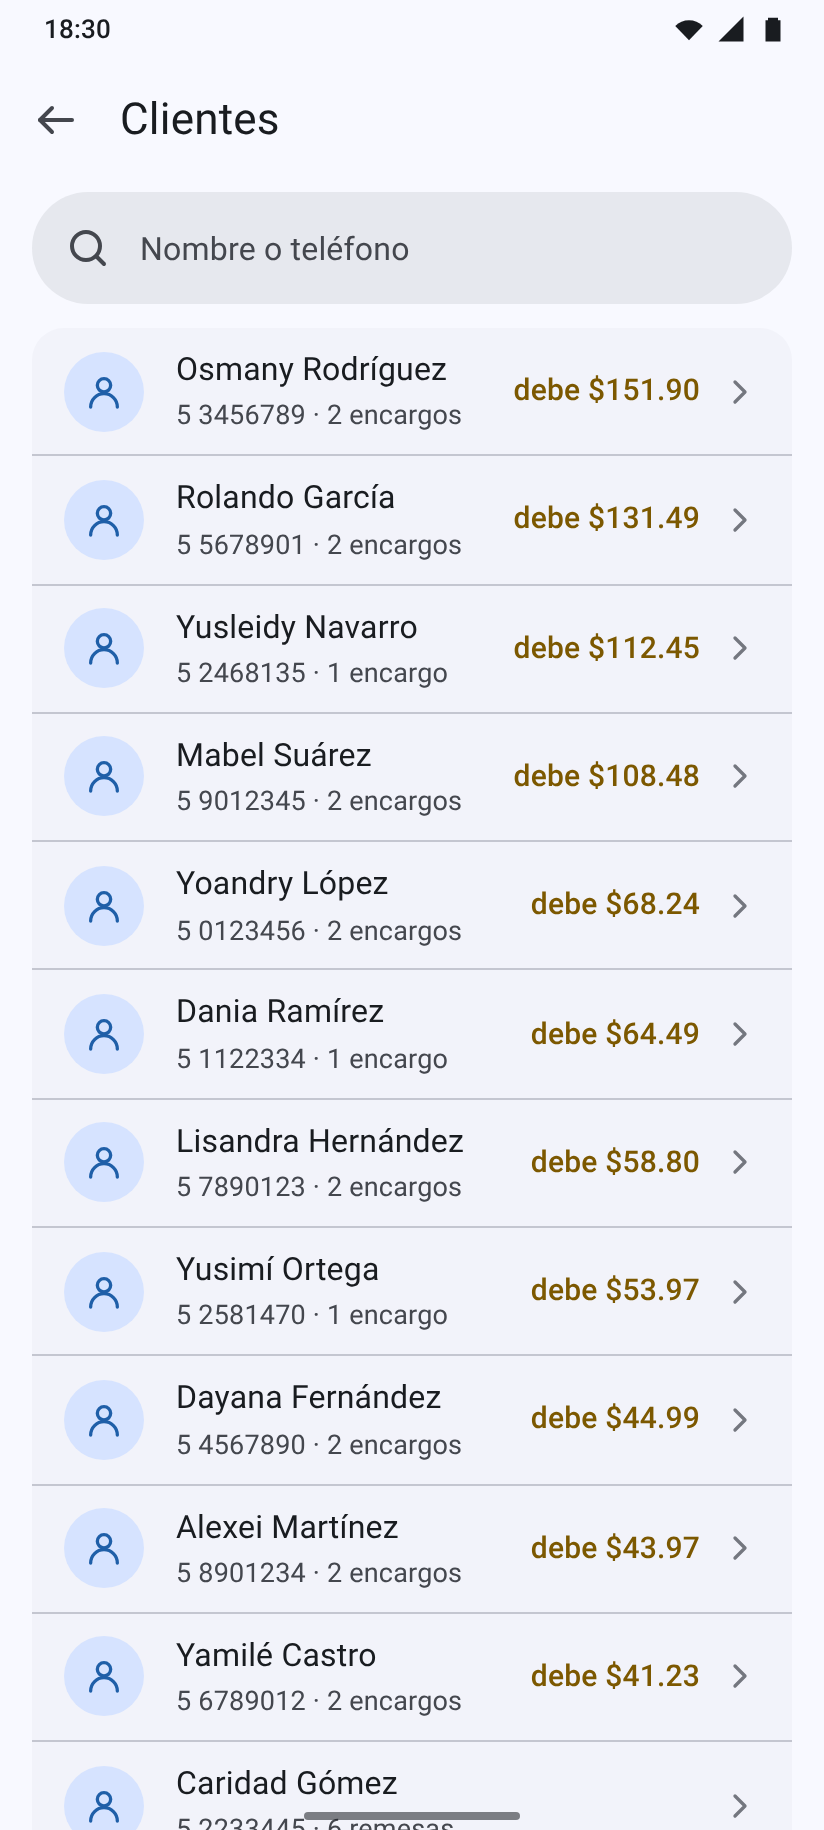 18:30
Clientes
Nombre o teléfono
Osmany Rodríguez
5 3456789 · 2 encargos
debe $151.90
Rolando García
5 5678901 · 2 encargos
debe $131.49
Yusleidy Navarro
5 2468135 · 1 encargo
debe $112.45
Mabel Suárez
5 9012345 · 2 encargos
debe $108.48
Yoandry López
5 0123456 · 2 encargos
debe $68.24
Dania Ramírez
5 1122334 · 1 encargo
debe $64.49
Lisandra Hernández
5 7890123 · 2 encargos
debe $58.80
Yusimí Ortega
5 2581470 · 1 encargo
debe $53.97
Dayana Fernández
5 4567890 · 2 encargos
debe $44.99
Alexei Martínez
5 8901234 · 2 encargos
debe $43.97
Yamilé Castro
5 6789012 · 2 encargos
debe $41.23
Caridad Gómez
5 2233445 · 6 remesas